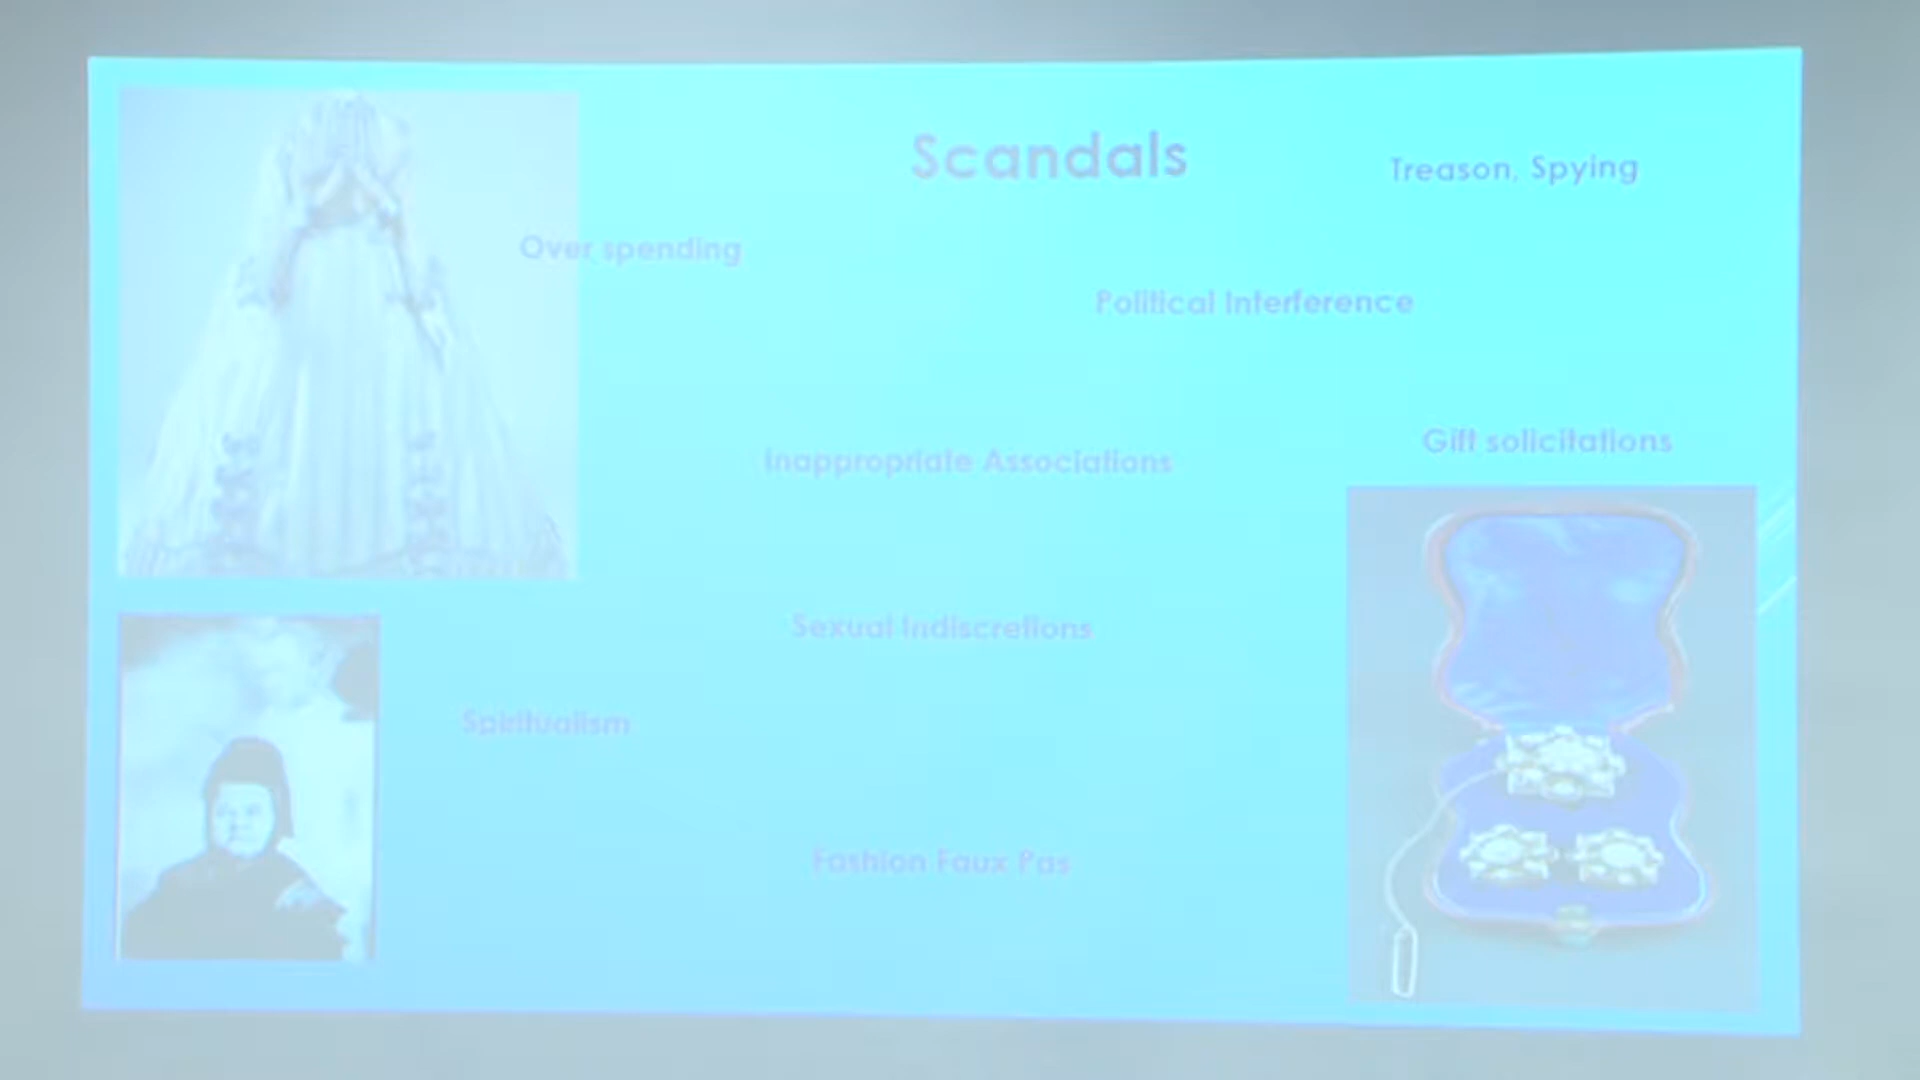 Scandals
Treason, Spying
Over spending
Political Interference
Gift solicitations
Inappropriate Associations
Sexual Indiscretions
Spiritualism
Fashion Faux Pas